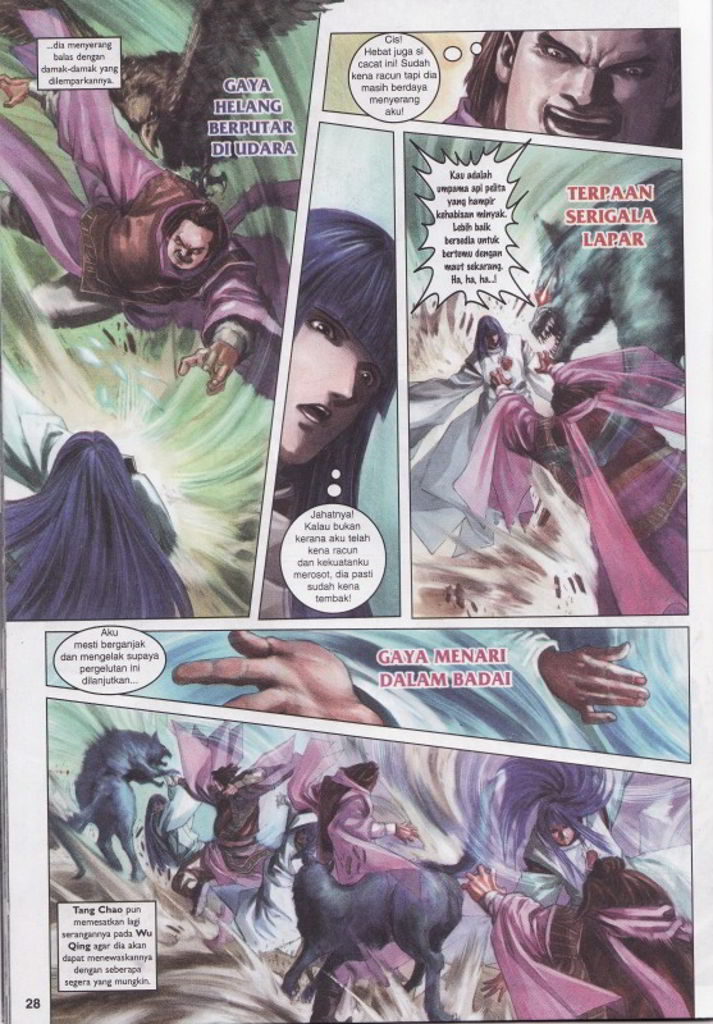 ...dia menyerang
balas dengan
damak-damak yang
dilemparkannya.
GAYA
HELANG
BERPUTAR
DI UDARA
Cis!
Hebat juga si
cacat ini! Sudah
kena racun tapi dia
masih berdaya
menyerang
aku!
Jahatnya!
Kalau bukan
kerana aku telah
kena racun
dan kekuatanku
merosot, dia pasti
sudah kena
tembak!
Kau adalah
umpama api pelita
yang hampir
kehabisan minyak.
Lebih baik
bersedia untuk
bertemu dengan
maut sekarang.
Ha, ha, ha..!
TERPAAN
SERIGALA
LAPAR
Aku
mesti berganjak
dan mengelak supaya
pergelutan ini
dilanjutkan...
GAYA MENARI
DALAM BADAI
Tang Chao pun
memesatkan lagi
serangannya pada Wu
Qing agar dia akan
dapat menewaskannya
dengan seberapa
segera yang mungkin.
28